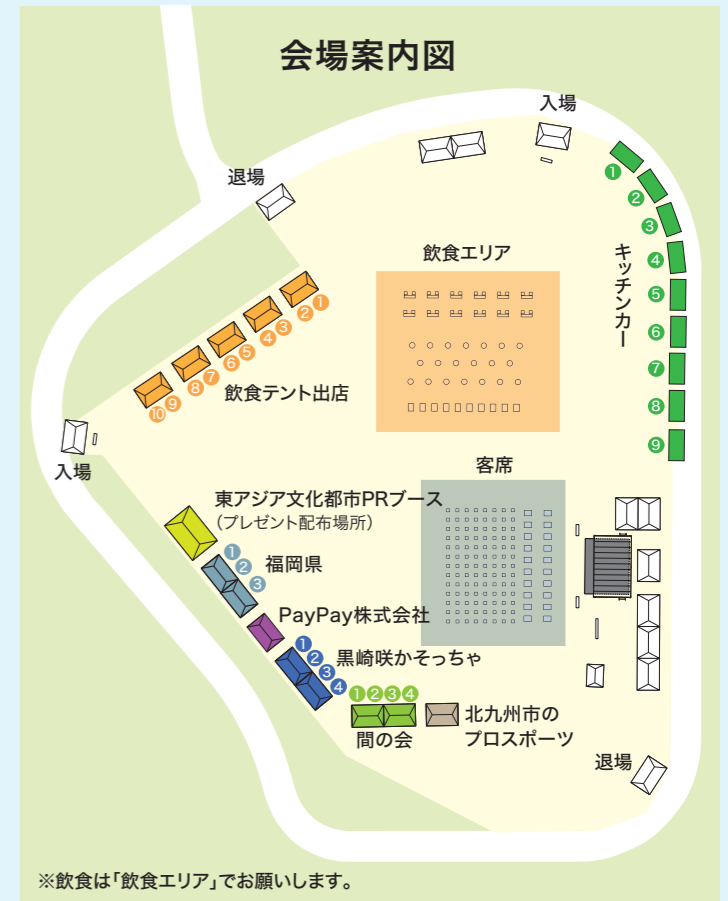 会場案内図
入場
退場
①
②
③
④
⑤
⑥
⑦
⑧
⑨
キッチンカー
飲食エリア
①
②
③
④
⑤
⑥
⑦
⑧
⑨
⑩
飲食テント出店
入場
客席
東アジア文化都市PRブース
（プレゼント配布場所）
①
②
③
福岡県
PayPay株式会社
①
②
③
④
黒崎咲かそっちゃ
①②③④
間の会
北九州市の
プロスポーツ
退場
※飲食は「飲食エリア」でお願いします。